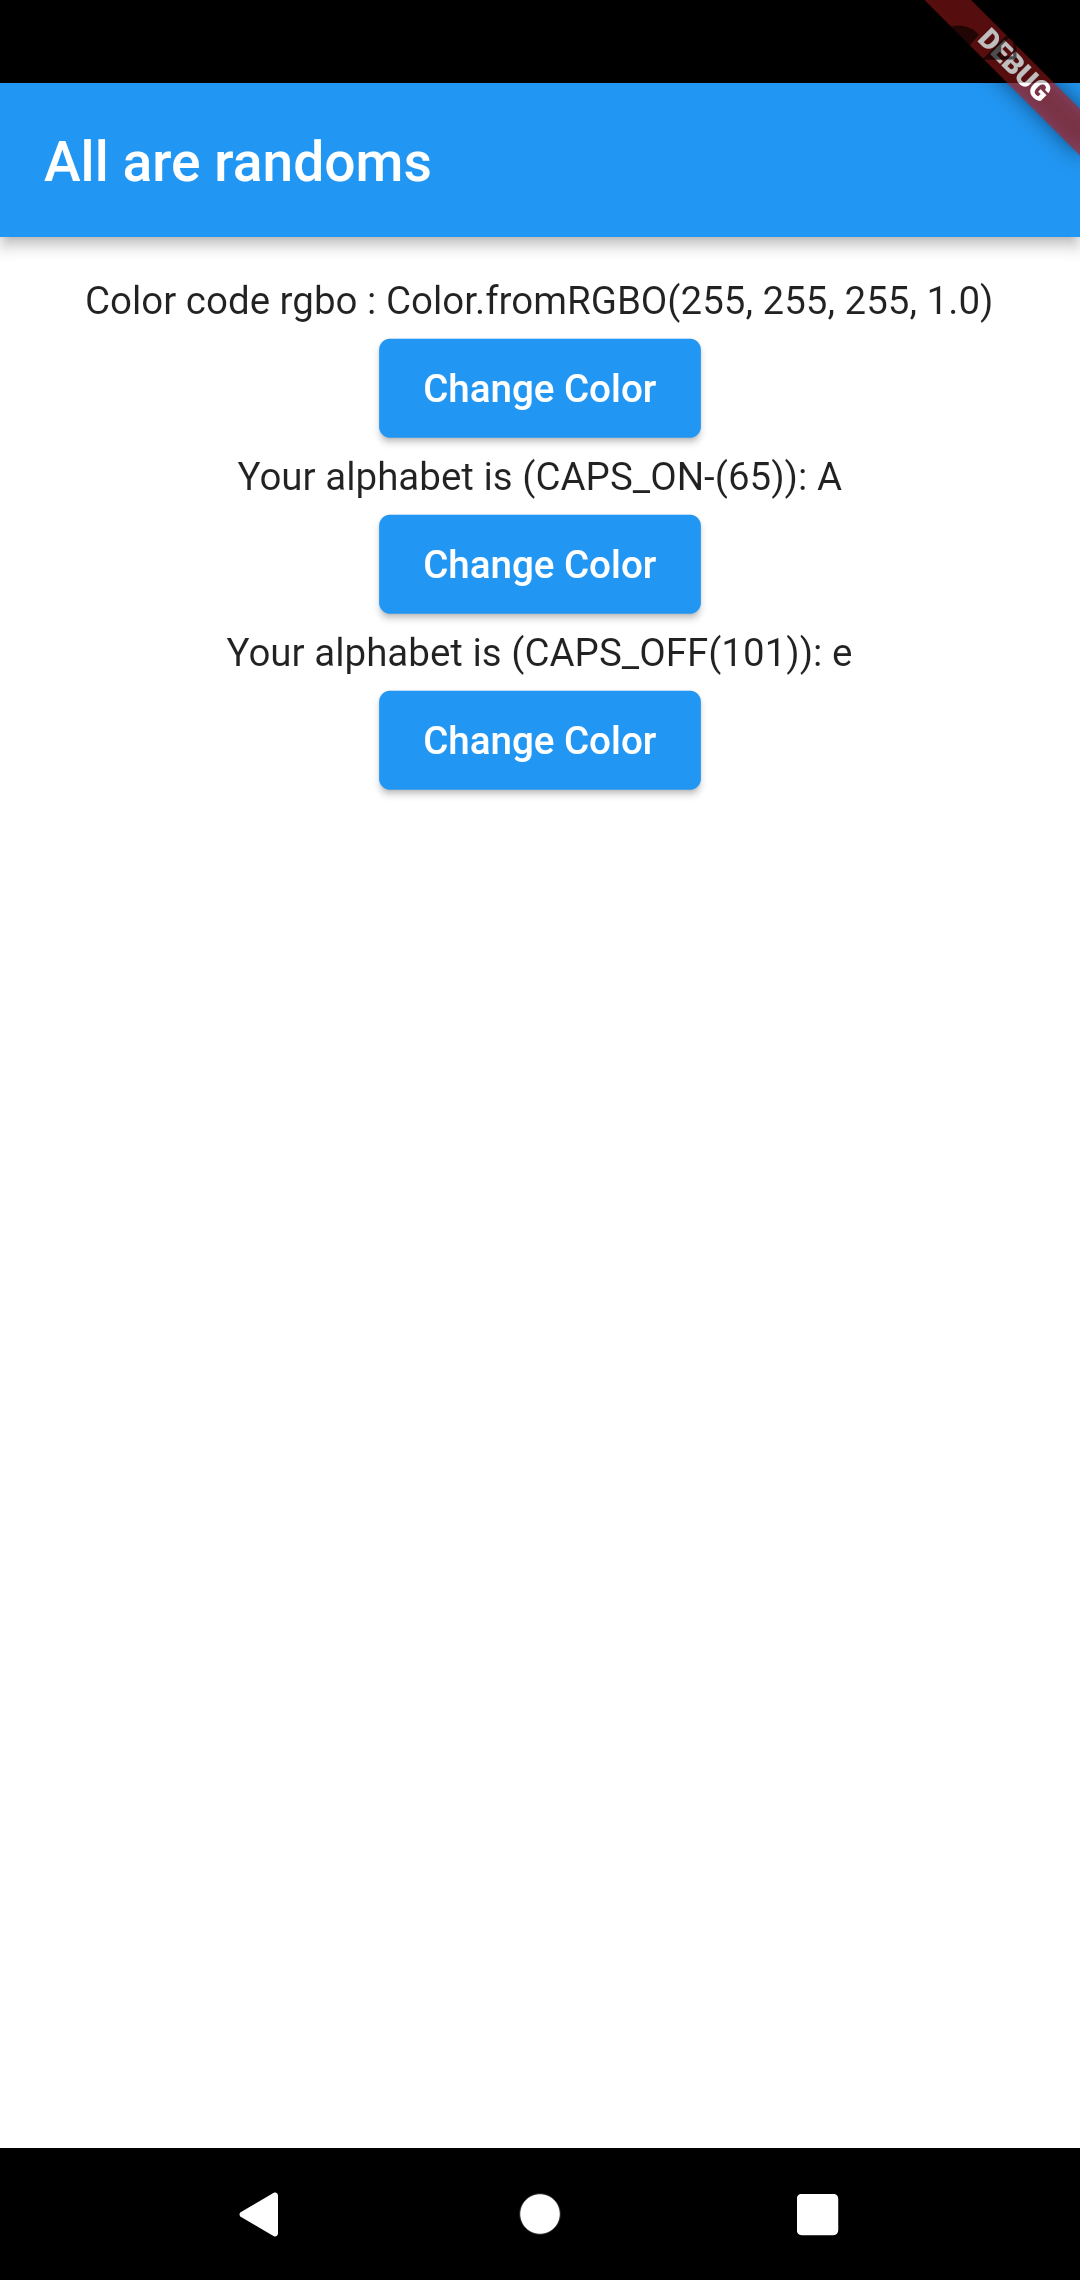 DEBUG
All are randoms
Color code rgbo : Color.fromRGBO(255, 255, 255, 1.0)
Change Color
Your alphabet is (CAPS_ON-(65)): A
Change Color
Your alphabet is (CAPS_OFF(101)): e
Change Color